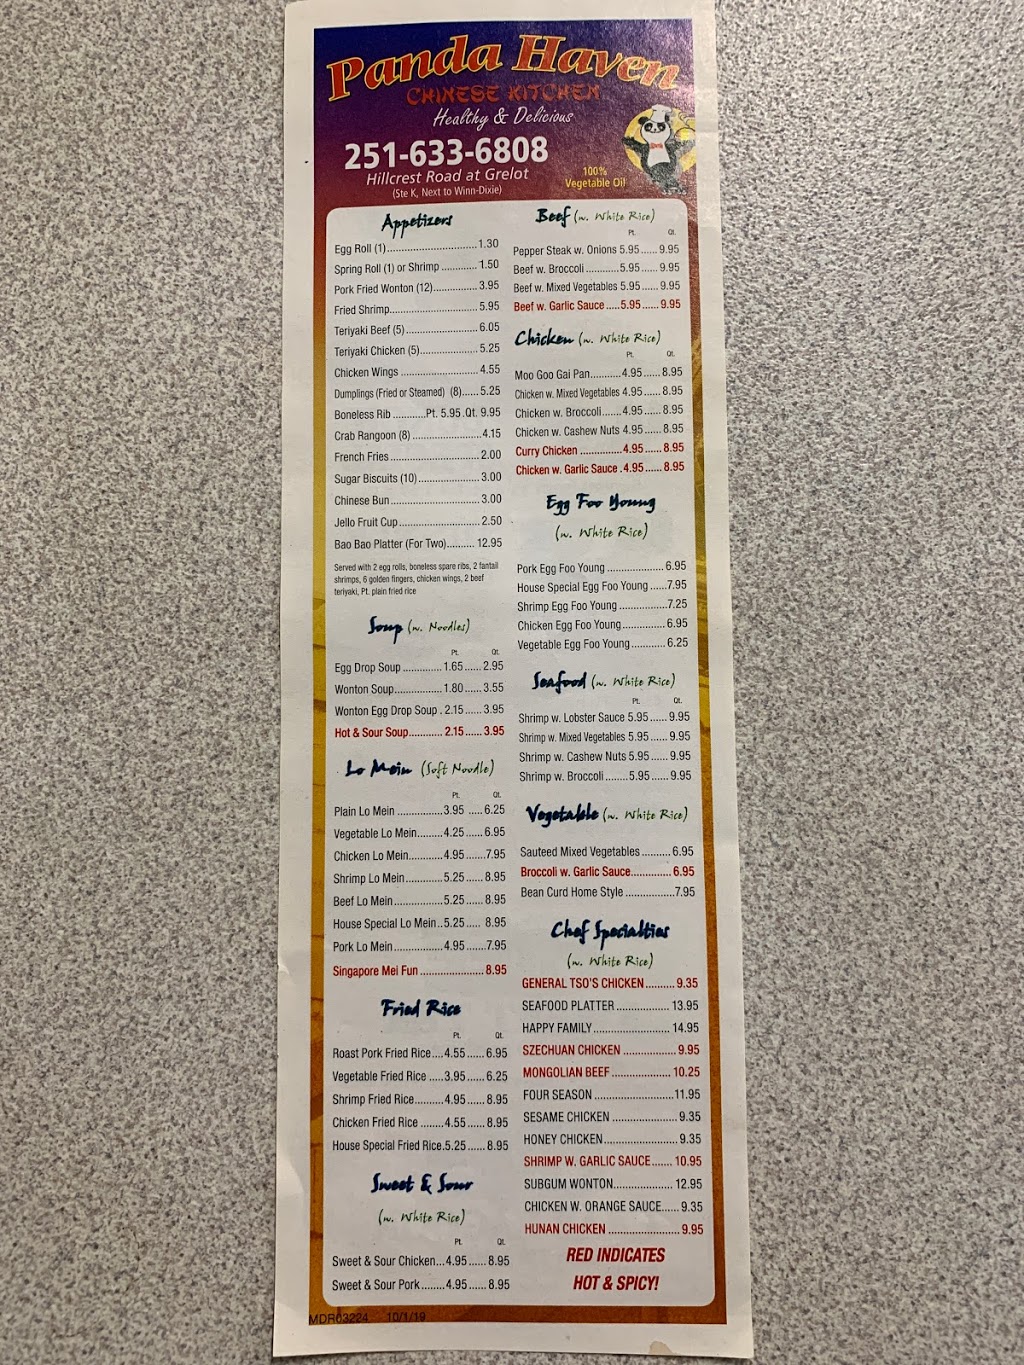 Panda Haven
CHINESE KITCHEN
Healthy & Delicious
251-633-6808
Hillcrest Road at Grelot
(Ste K, Next to Winn-Dixie)
100%
Vegetable Oil
Appetizers
Egg Roll (1)..............................1.30
Spring Roll (1) or Shrimp ............1.50
Pork Fried Wonton (12)...............3.95
Fried Shrimp.............................5.95
Teriyaki Beef (5) ........................6.05
Teriyaki Chicken (5)....................5.25
Chicken Wings ..........................4.55
Dumplings (Fried or Steamed) (8)......5.25
Boneless Rib ...........Pt. 5.95.Qt. 9.95
Crab Rangoon (8) .......................4.15
French Fries ..............................2.00
Sugar Biscuits (10) .....................3.00
Chinese Bun ..............................3.00
Jello Fruit Cup...........................2.50
Bao Bao Platter (For Two).......... 12.95
Served with 2 egg rolls, boneless spare ribs, 2 fantail
shrimps, 6 golden fingers, chicken wings, 2 beef
teriyaki, Pt. plain fried rice
Soup (w. Noodles)
Pt. Qt.
Egg Drop Soup ..............1.65......2.95
Wonton Soup................1.80......3.55
Wonton Egg Drop Soup . 2.15......3.95
Hot & Sour Soup........... 2.15......3.95
Lo Mein (Soft Noodle)
Pt. Qt.
Plain Lo Mein ...............3.95 .....6.25
Vegetable Lo Mein........4.25......6.95
Chicken Lo Mein...........4.95......7.95
Shrimp Lo Mein............5.25......8.95
Beef Lo Mein................5.25......8.95
House Special Lo Mein..5.25......8.95
Pork Lo Mein................4.95......7.95
Singapore Mei Fun ......................8.95
Fried Rice
Pt. Qt.
Roast Pork Fried Rice....4.55......6.95
Vegetable Fried Rice .....3.95......6.25
Shrimp Fried Rice..........4.95......8.95
Chicken Fried Rice ........4.55......8.95
House Special Fried Rice.5.25......8.95
Sweet & Sour
(w. White Rice)
Pt. Qt.
Sweet & Sour Chicken...4.95......8.95
Sweet & Sour Pork........4.95......8.95
Beef (w. White Rice)
Pt. Qt.
Pepper Steak w. Onions 5.95......9.95
Beef w. Broccoli ...........5.95......9.95
Beef w. Mixed Vegetables 5.95......9.95
Beef w. Garlic Sauce .....5.95......9.95
Chicken (w. White Rice)
Pt. Qt.
Moo Goo Gai Pan..........4.95......8.95
Chicken w. Mixed Vegetables 4.95......8.95
Chicken w. Broccoli.......4.95......8.95
Chicken w. Cashew Nuts 4.95......8.95
Curry Chicken ..............4.95......8.95
Chicken w. Garlic Sauce .4.95......8.95
Egg Foo Young
(w. White Rice)
Pork Egg Foo Young ...................6.95
House Special Egg Foo Young ......7.95
Shrimp Egg Foo Young ................7.25
Chicken Egg Foo Young...............6.95
Vegetable Egg Foo Young............6.25
Seafood (w. White Rice)
Pt. Qt.
Shrimp w. Lobster Sauce 5.95......9.95
Shrimp w. Mixed Vegetables 5.95......9.95
Shrimp w. Cashew Nuts 5.95......9.95
Shrimp w. Broccoli ........5.95......9.95
Vegetable (w. White Rice)
Sauteed Mixed Vegetables ..........6.95
Broccoli w. Garlic Sauce..............6.95
Bean Curd Home Style ................7.95
Chef Specialties
(w. White Rice)
GENERAL TSO'S CHICKEN .......... 9.35
SEAFOOD PLATTER .................. 13.95
HAPPY FAMILY.......................... 14.95
SZECHUAN CHICKEN .................. 9.95
MONGOLIAN BEEF .................... 10.25
FOUR SEASON ...........................11.95
SESAME CHICKEN .......................9.35
HONEY CHICKEN.........................9.35
SHRIMP W. GARLIC SAUCE....... 10.95
SUBGUM WONTON.................... 12.95
CHICKEN W. ORANGE SAUCE......9.35
HUNAN CHICKEN ........................9.95
RED INDICATES
HOT & SPICY!
MDR03224 10/1/19